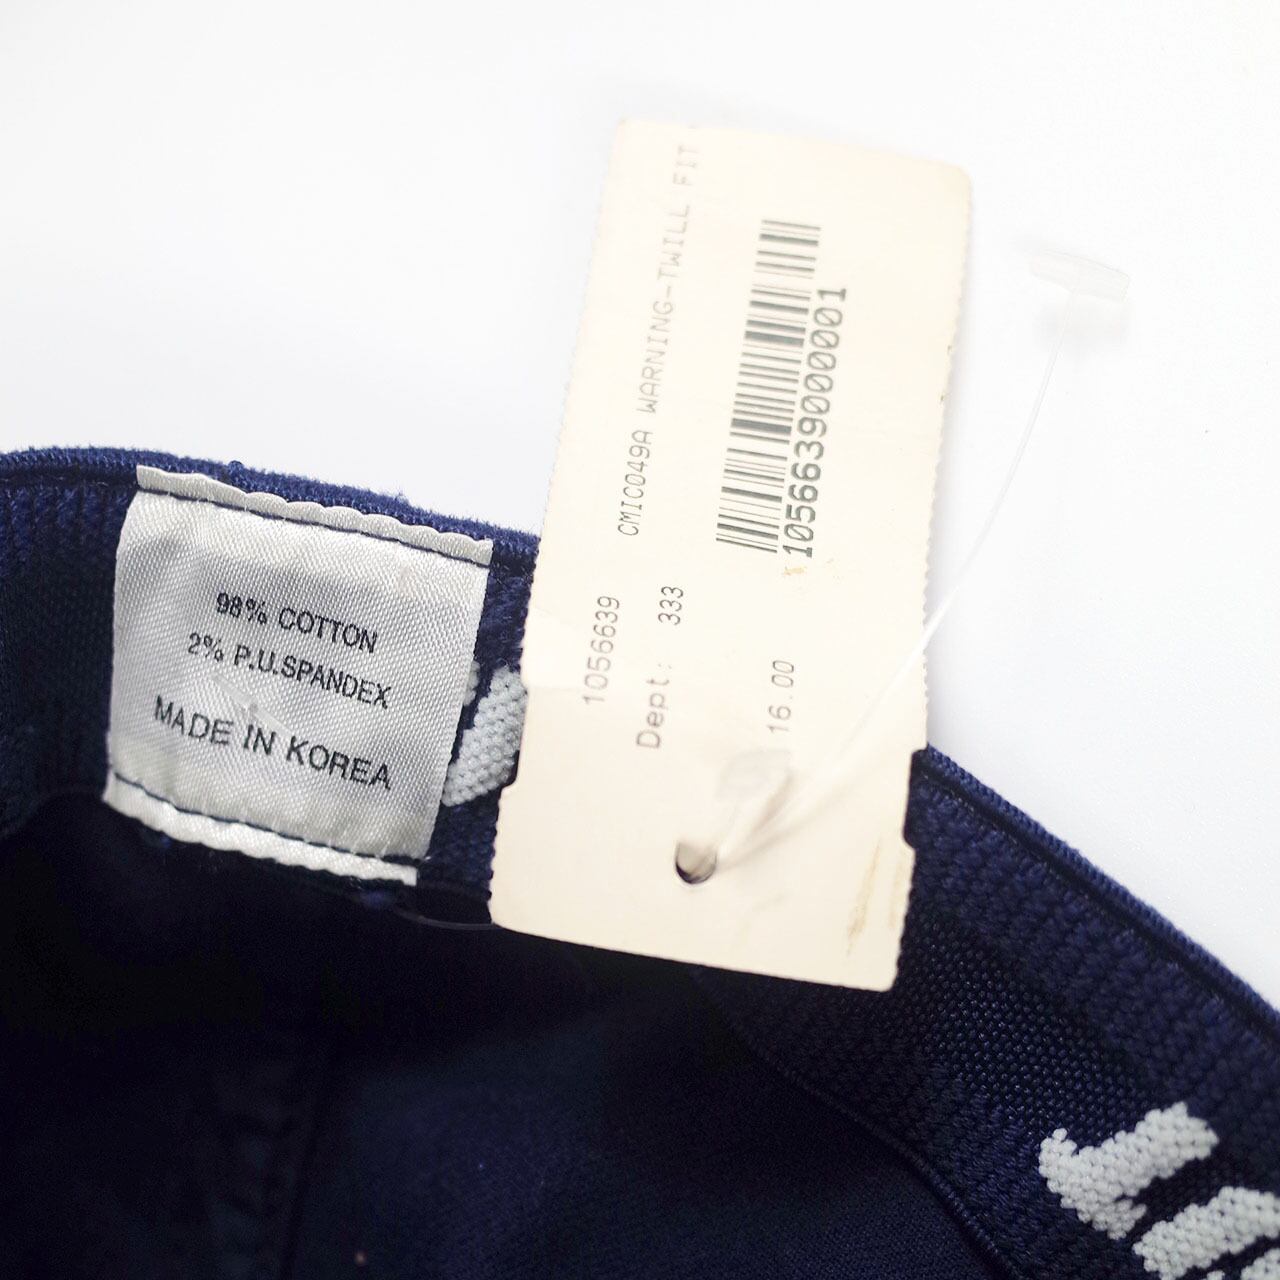 98% COTTON
2% P.U.SPANDEX
MADE IN KOREA
1056639
CMIC049A WARNING-TWILL FIT
Dept: 333
16.00
1056639000001